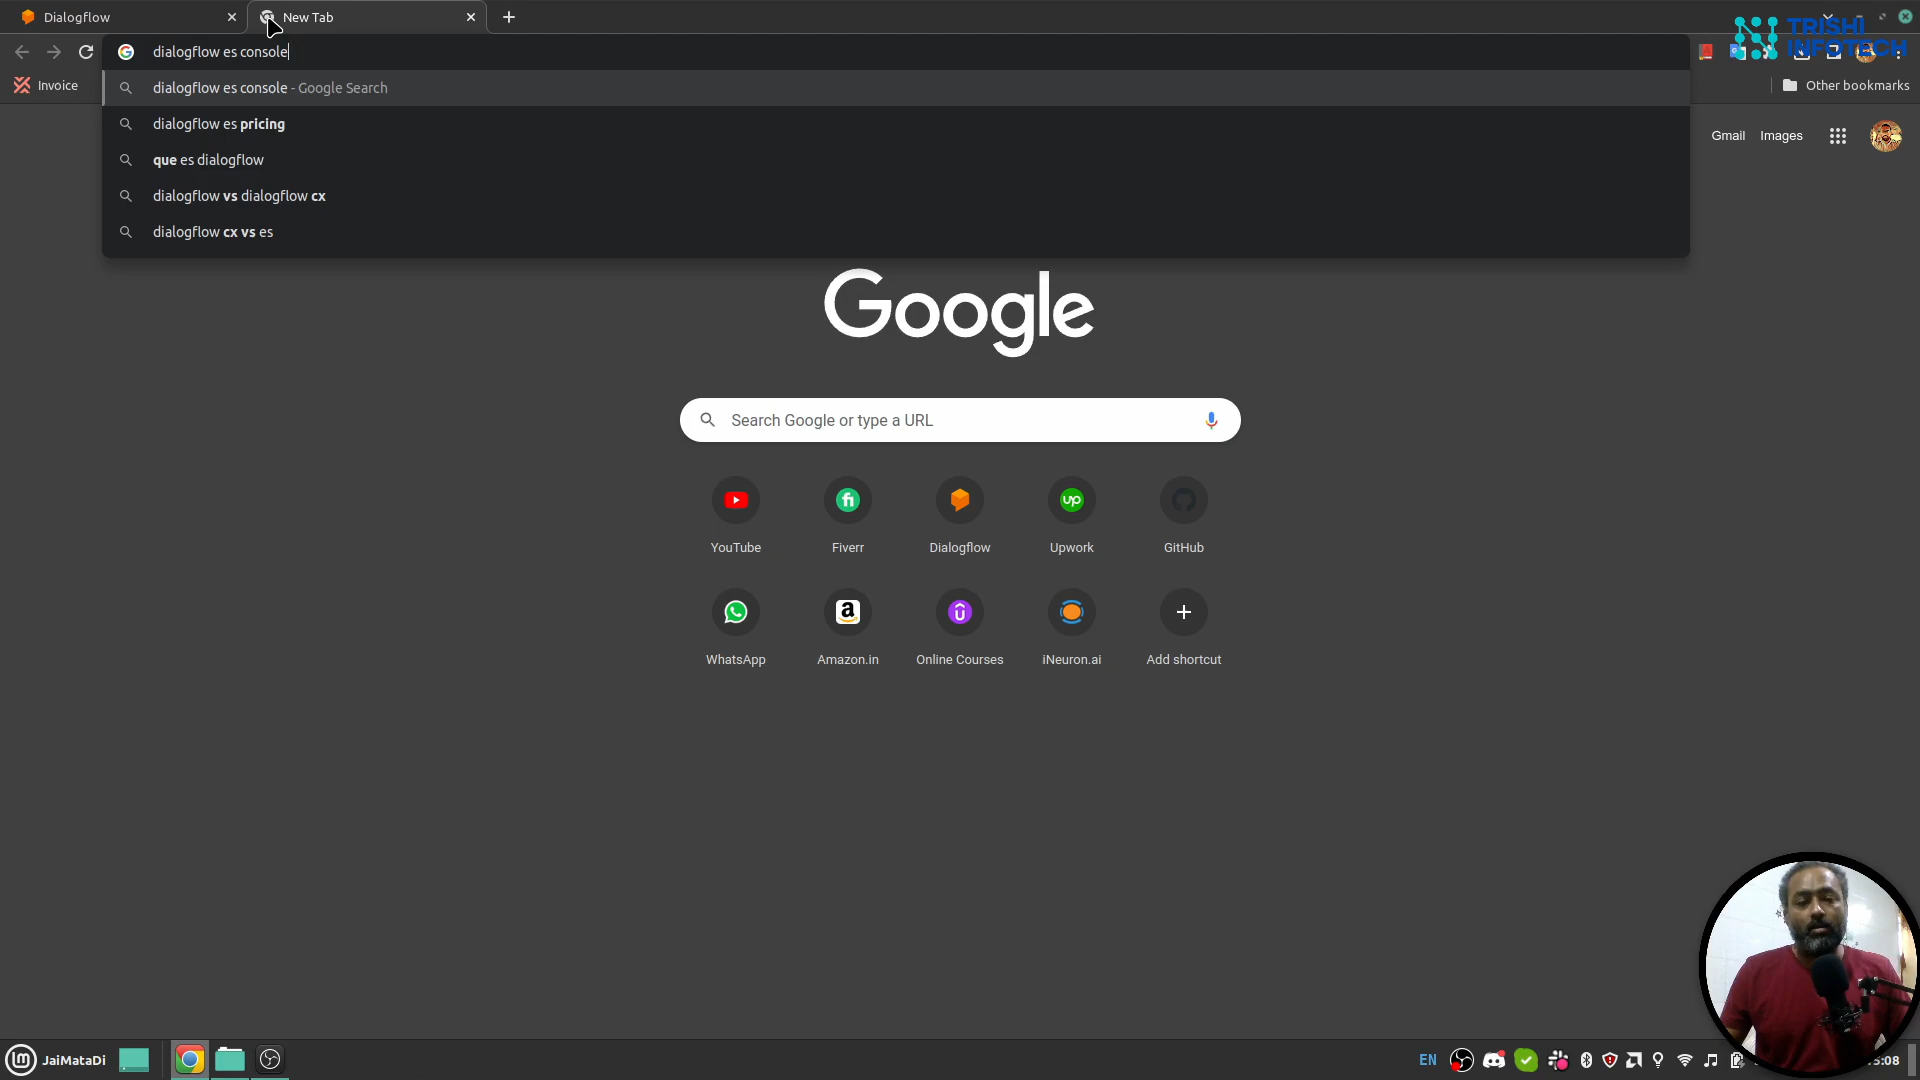 Dialogflow
New Tab
TRISHI
INFOTECH
dialogflow es console
Invoice
Other bookmarks
dialogflow es console - Google Search
dialogflow es pricing
que es dialogflow
dialogflow vs dialogflow cx
dialogflow cx vs es
Gmail Images
Google
Search Google or type a URL
YouTube Fiverr Dialogflow Upwork GitHub
WhatsApp Amazon.in Online Courses iNeuron.ai Add shortcut
JaiMataDi
EN